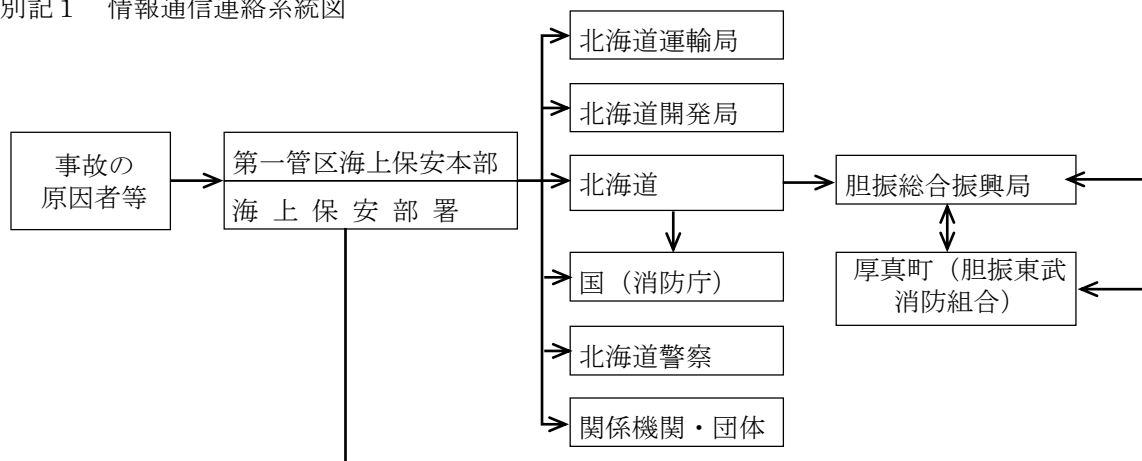 別記１　情報通信連絡系統図
北海道運輸局
北海道開発局
事故の
原因者等
第一管区海上保安本部
海 上 保 安 部 署
北海道
胆振総合振興局
国（消防庁）
厚真町（胆振東武
消防組合）
北海道警察
関係機関・団体